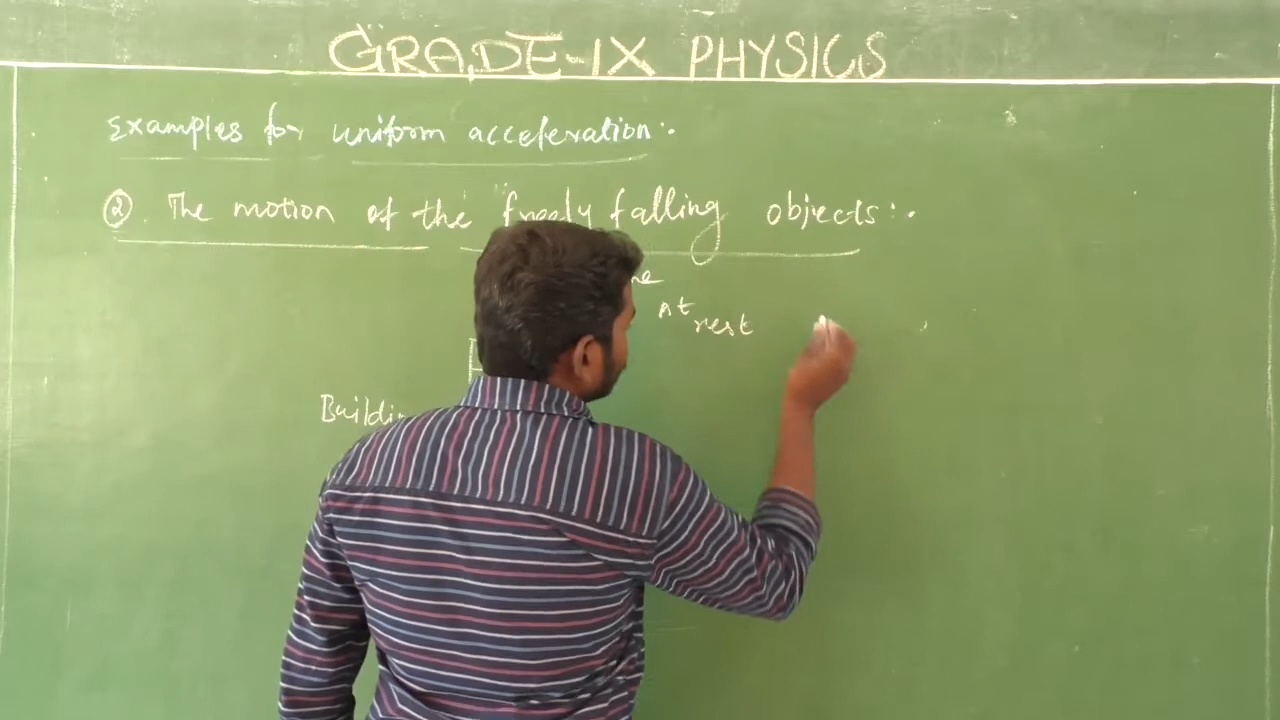 GRADE-IX PHYSICS
Examples for uniform acceleration:.
② The motion of the freely falling objects:.
At
rest